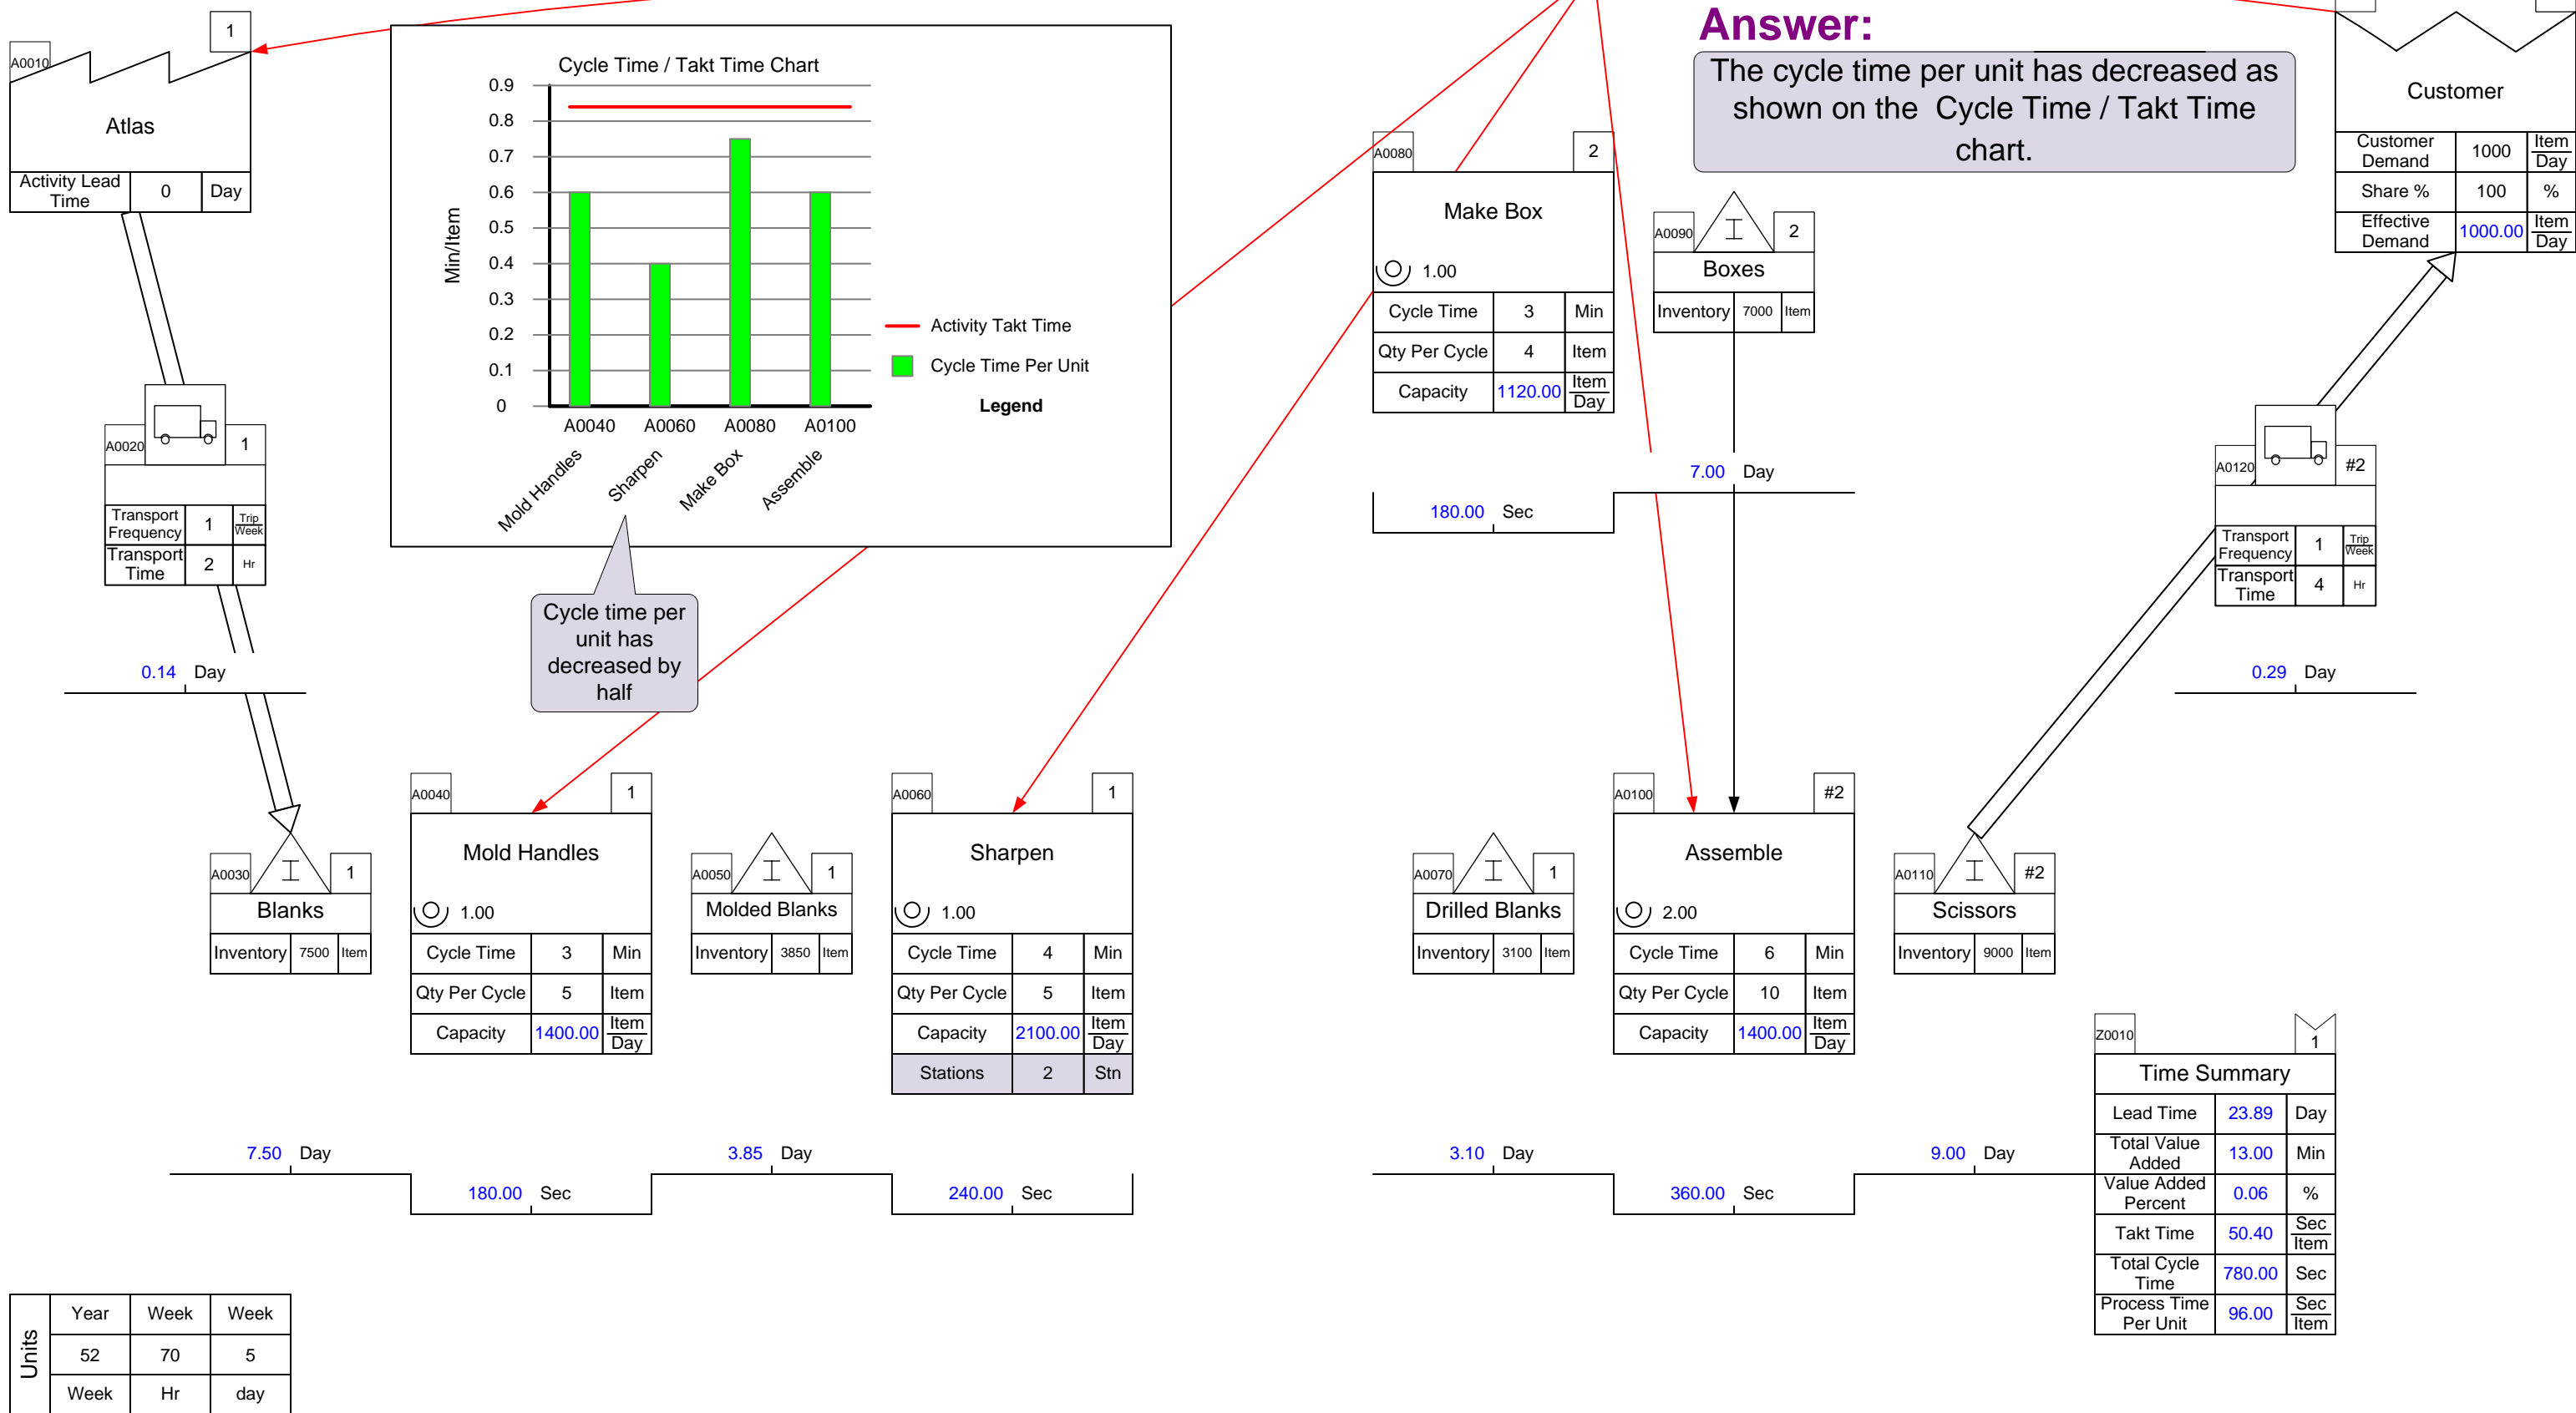 Answer:
The cycle time per unit has decreased as
shown on the Cycle Time / Takt Time
chart.
A0010
1
Atlas
Activity Lead
Time
0
Day
Cycle Time / Takt Time Chart
Min/Item
0.9
0.8
0.7
0.6
0.5
0.4
0.3
0.2
0.1
0
A0040 A0060 A0080 A0100
Mold Handles
Sharpen
Make Box
Assemble
Activity Takt Time
Cycle Time Per Unit
Legend
Cycle time per
unit has
decreased by
half
A0080
2
Make Box
1.00
Cycle Time 3 Min
Qty Per Cycle 4 Item
Capacity 1120.00 Item
Day
A0090
I
2
Boxes
Inventory 7000 Item
Customer
Customer
Demand
1000
Item
Day
Share % 100 %
Effective
Demand
1000.00
Item
Day
A0020
1
Transport
Frequency
1
Trip
Week
Transport
Time
2
Hr
0.14 Day
7.00 Day
180.00 Sec
A0120
#2
Transport
Frequency
1
Trip
Week
Transport
Time
4
Hr
0.29 Day
A0030
I
1
Blanks
Inventory 7500 Item
A0040
1
Mold Handles
1.00
Cycle Time 3 Min
Qty Per Cycle 5 Item
Capacity 1400.00 Item
Day
A0050
I
1
Molded Blanks
Inventory 3850 Item
A0060
1
Sharpen
1.00
Cycle Time 4 Min
Qty Per Cycle 5 Item
Capacity 2100.00 Item
Day
Stations 2 Stn
A0070
I
1
Drilled Blanks
Inventory 3100 Item
A0100
#2
Assemble
2.00
Cycle Time 6 Min
Qty Per Cycle 10 Item
Capacity 1400.00 Item
Day
A0110
I
#2
Scissors
Inventory 9000 Item
7.50 Day
180.00 Sec
3.85 Day
240.00 Sec
3.10 Day
360.00 Sec
9.00 Day
Z0010
1
Time Summary
Lead Time 23.89 Day
Total Value
Added
13.00
Min
Value Added
Percent
0.06
%
Takt Time 50.40 Sec
Item
Total Cycle
Time
780.00
Sec
Process Time
Per Unit
96.00
Sec
Item
Units
Year Week Week
52 70 5
Week Hr day